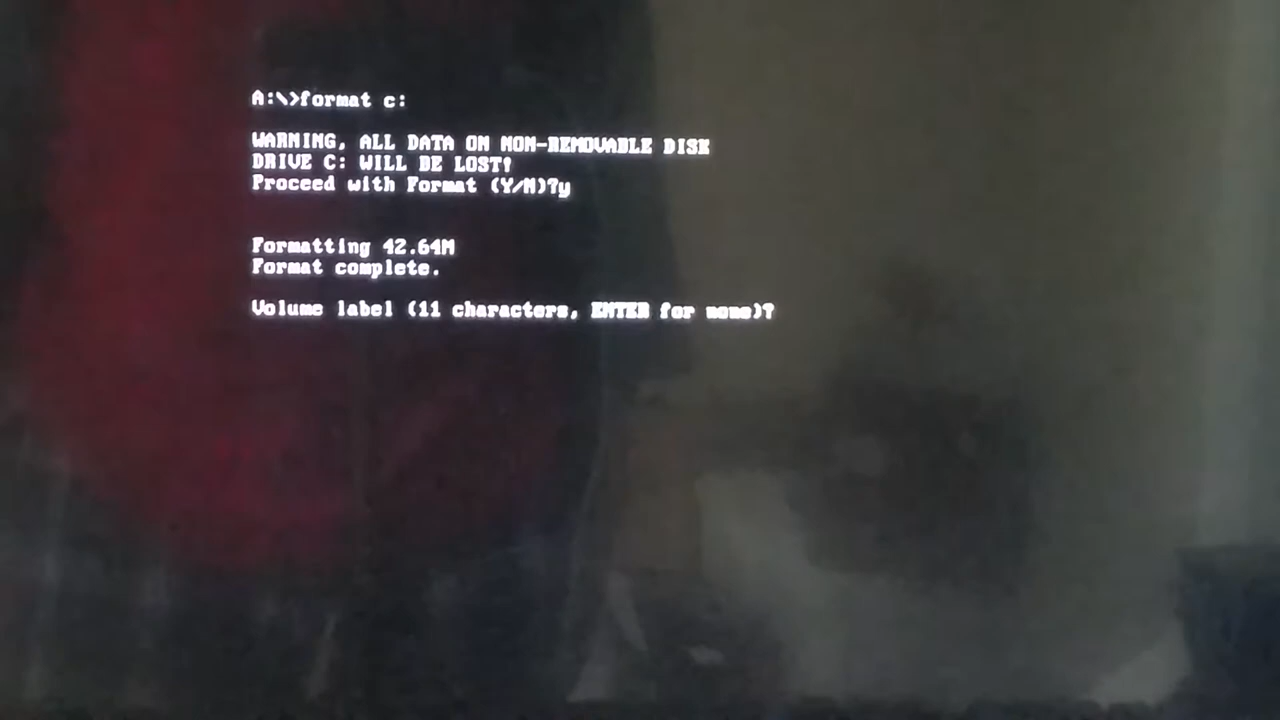 A:\>format c:
WARNING, ALL DATA ON NON-REMOVABLE DISK
DRIVE C: WILL BE LOST!
Proceed with Format (Y/N)?y
Formatting 42.64M
Format complete.
Volume label (11 characters, ENTER for none)?